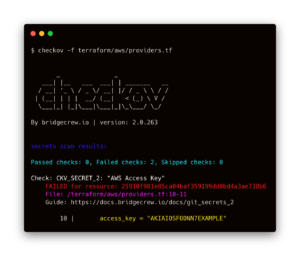 $ checkov -f terraform/aws/providers.tf
By bridgecrew.io | version: 2.0.263
secrets scan results:
Passed checks: 0, Failed checks: 2, Skipped checks: 0
Check: CKV_SECRET_2: "AWS Access Key"
FAILED for resource:
File: /terraform/aws/providers.tf:10-11
Guide: https://docs.bridgecrew.io/docs/git_secrets_2
10 | access_key = "AKIAIOSFODNN7EXAMPLE"